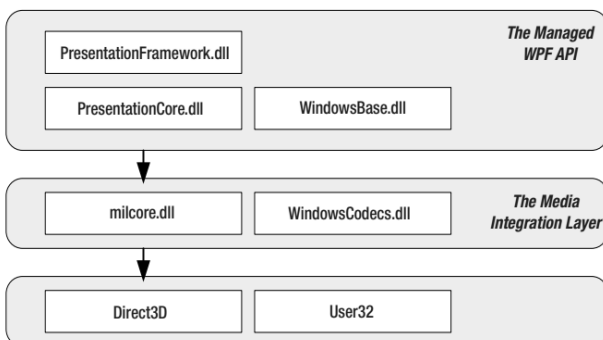 The Managed
WPF API
PresentationFramework.dll
PresentationCore.dll
WindowsBase.dll
The Media
Integration Layer
milcore.dll
WindowsCodecs.dll
Direct3D
User32